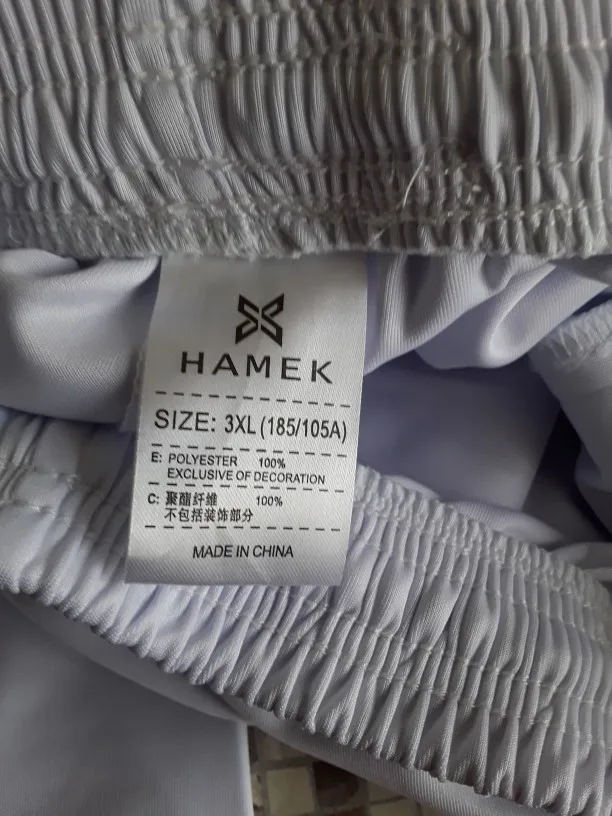 HAMEK
SIZE: 3XL (185/105A)
E: POLYESTER 100%
EXCLUSIVE OF DECORATION
C: 聚酯纤维 100%
不包括装饰部分
MADE IN CHINA